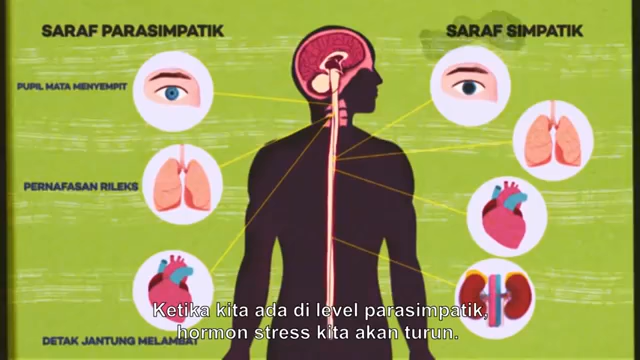 SARAF PARASIMPATIK
SARAF SIMPATIK
PUPIL MATA MENYEMPIT
PERNAFASAN RILEKS
Ketika kita ada di level parasimpatik,
hormon stress kita akan turun.
DETAK JANTUNG MELAMBAT